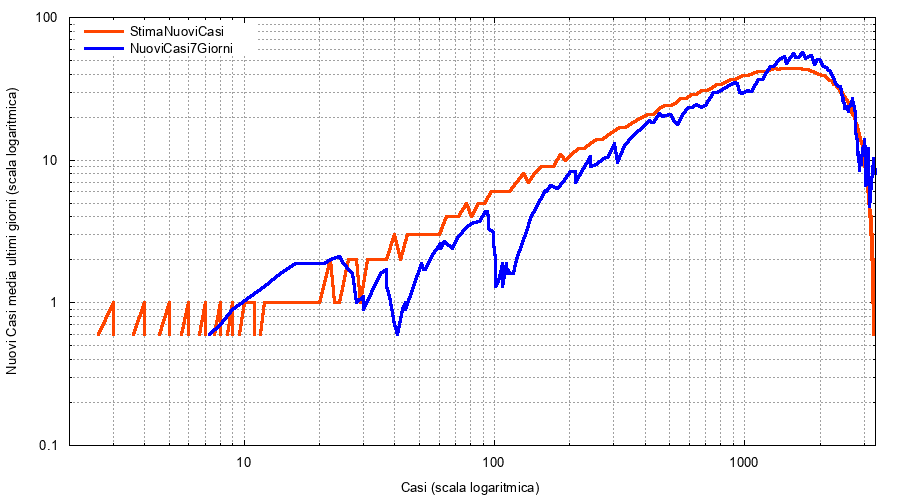 100
StimaNuoviCasi
NuoviCasi7Giorni
10
1
0.1
Nuovi Casi media ultimi giorni (scala logaritmica)
10
100
1000
Casi (scala logaritmica)